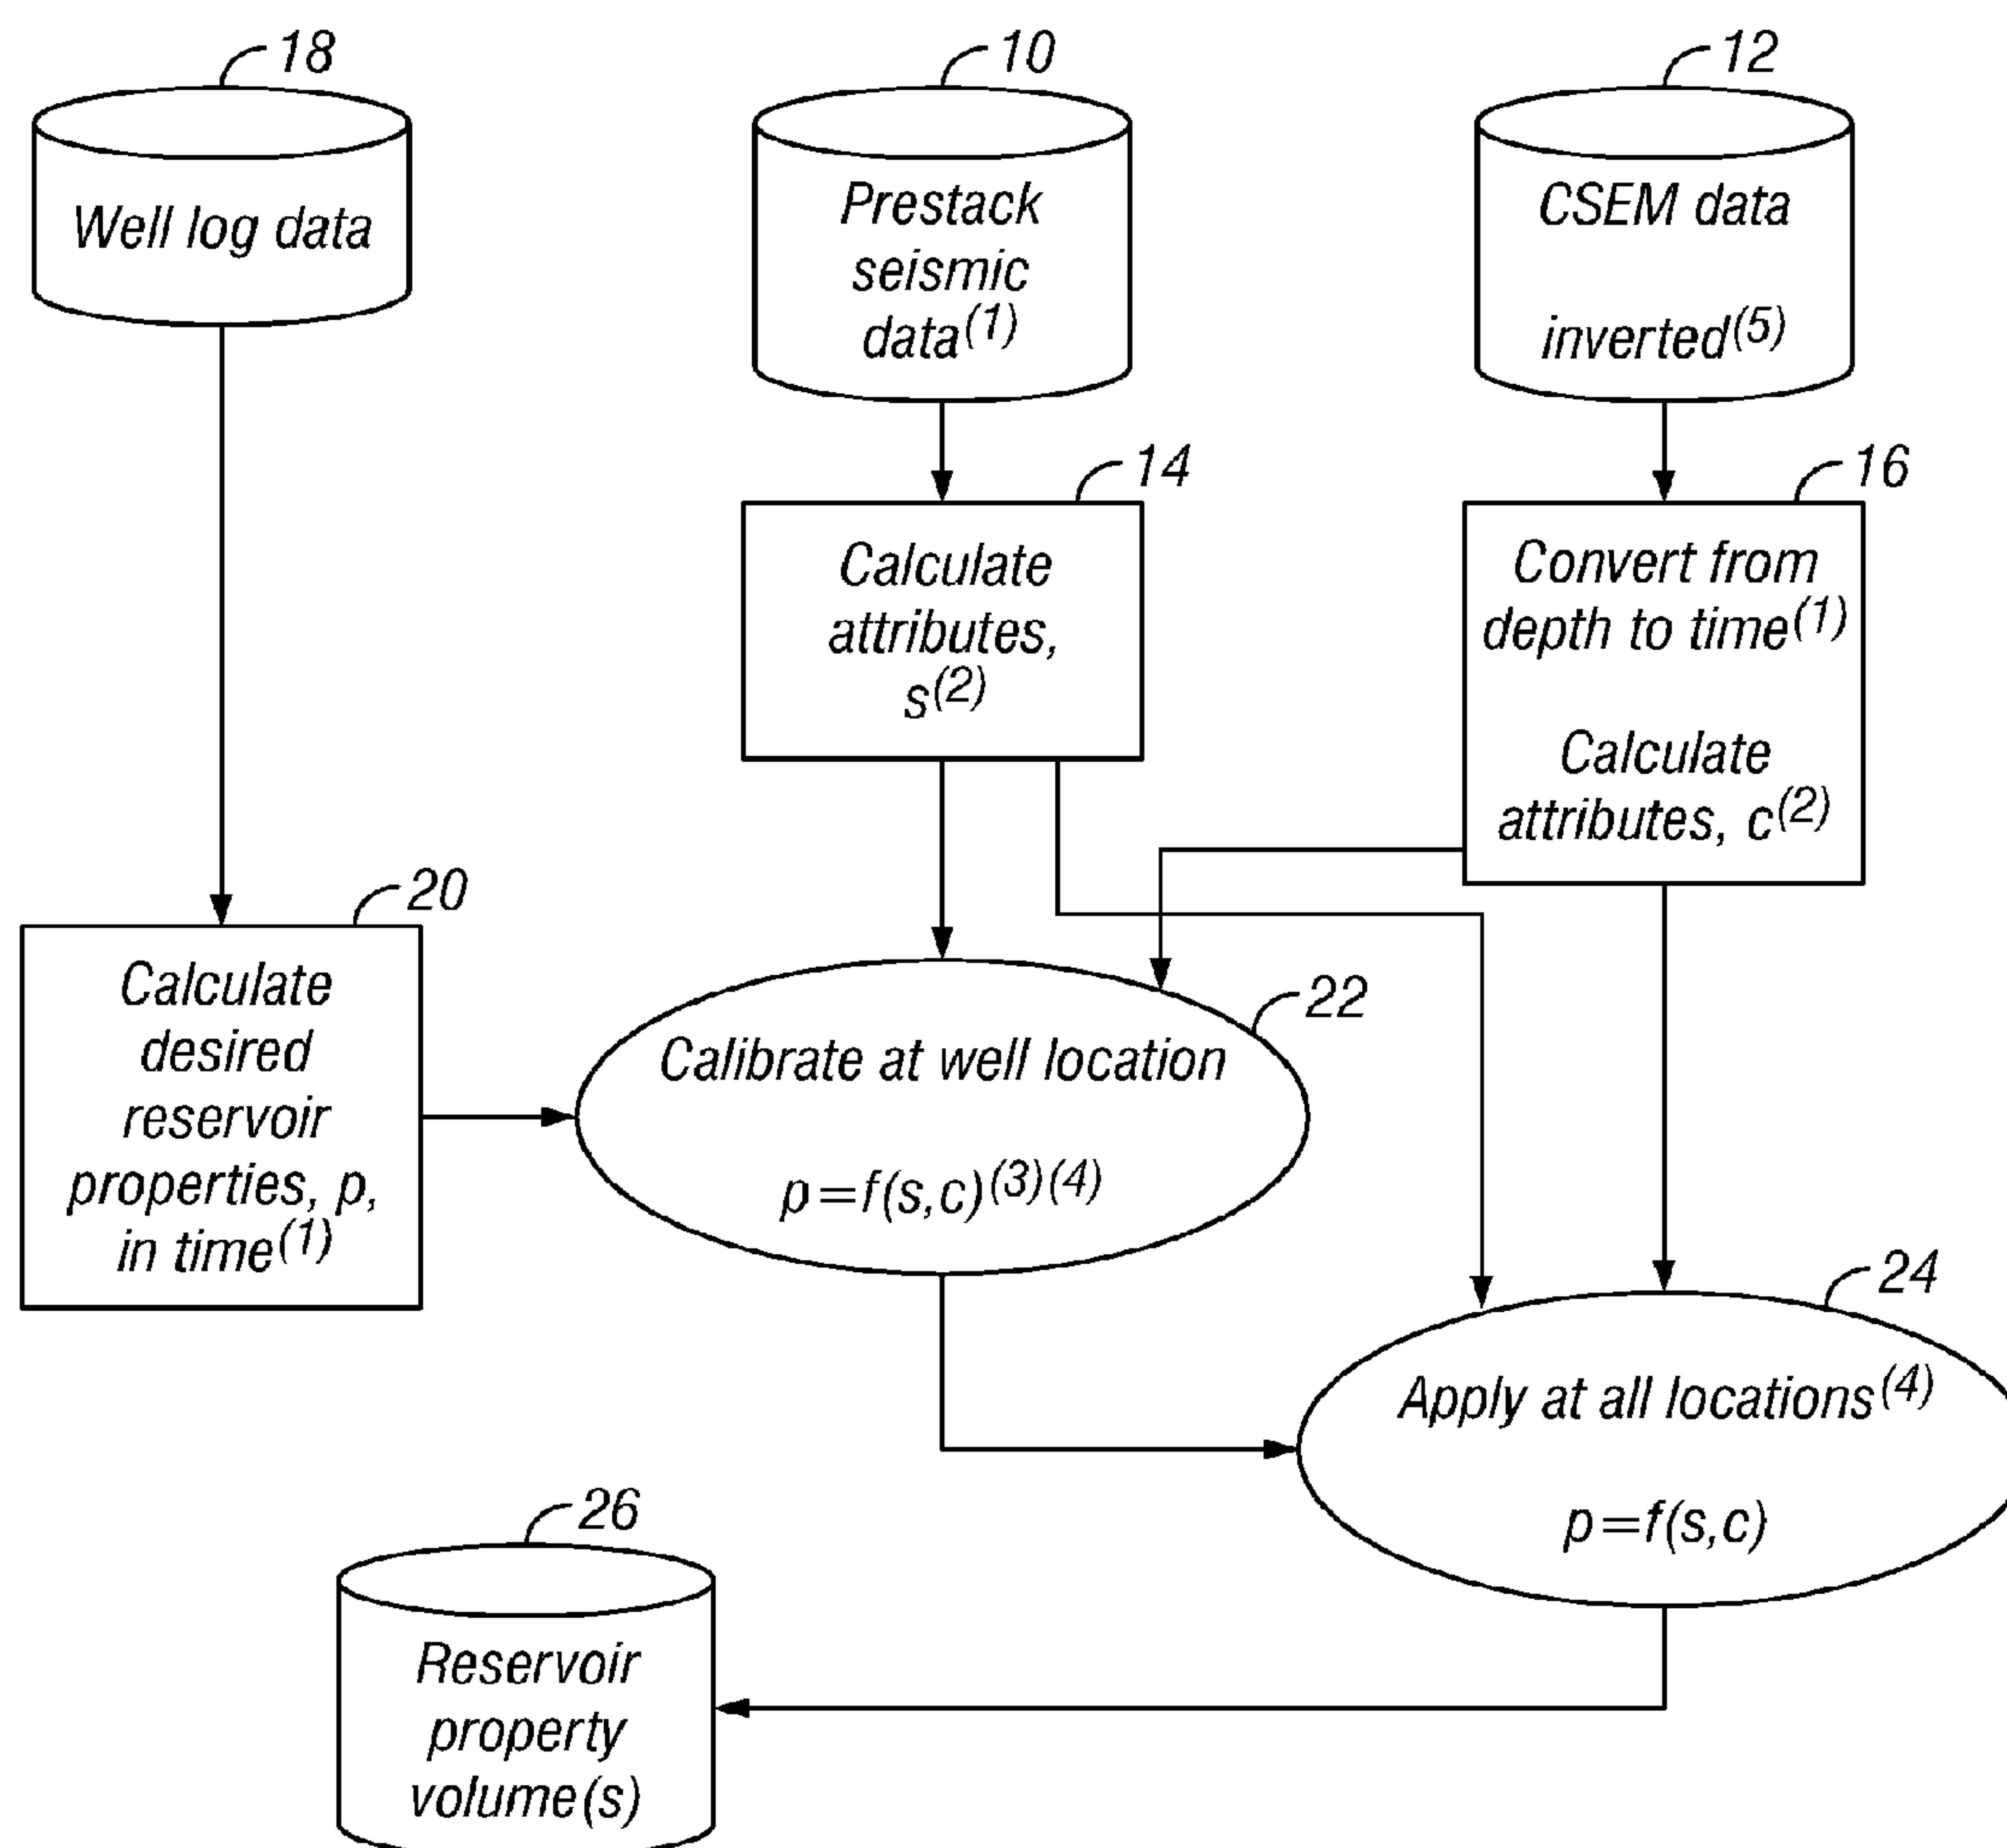 18
Well log data
10
Prestack
seismic
data(1)
12
CSEM data
inverted(5)
14
Calculate
attributes,
s(2)
16
Convert from
depth to time(1)
Calculate
attributes, c(2)
20
Calculate
desired
reservoir
properties, p,
in time(1)
22
Calibrate at well location
p=f(s,c)(3)(4)
24
Apply at all locations(4)
p=f(s,c)
26
Reservoir
property
volume(s)